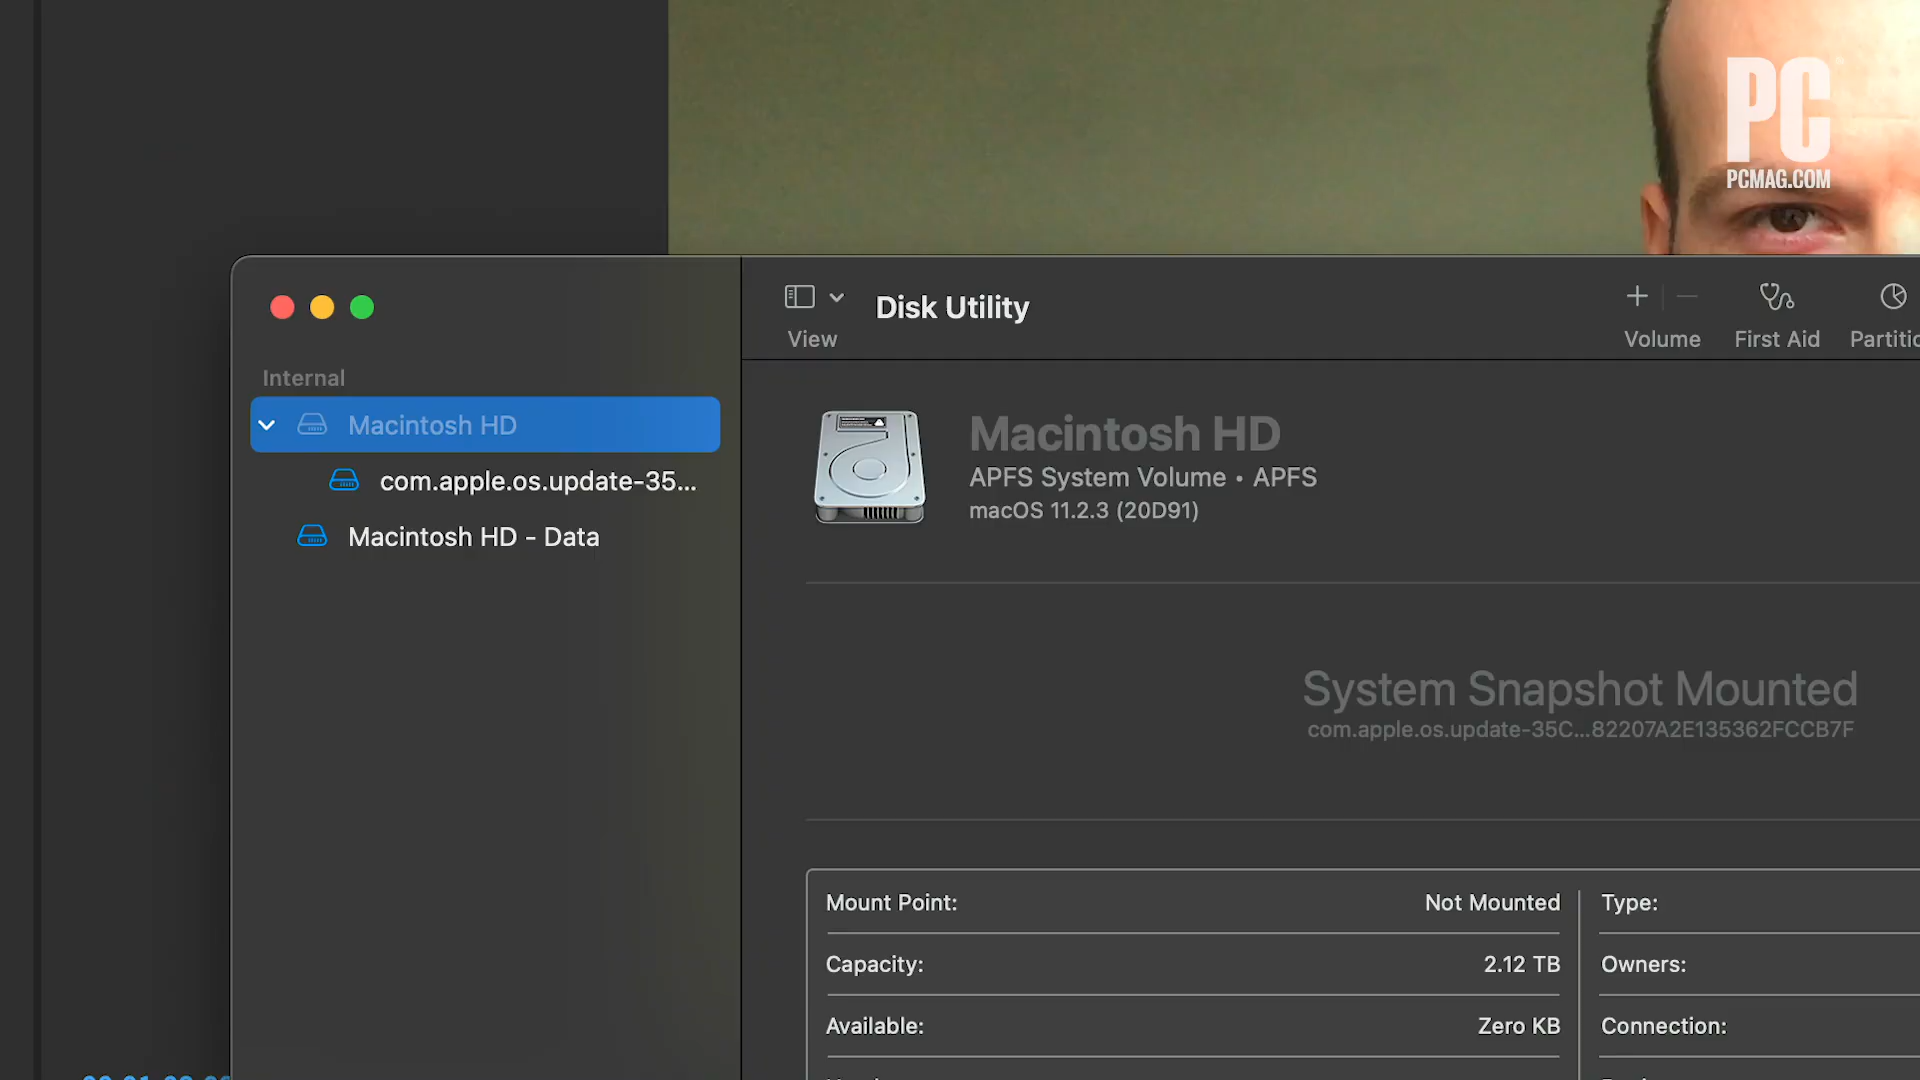 PC
PCMAG.COM
Disk Utility
View
Volume
First Aid
Partitio
Internal
Macintosh HD
com.apple.os.update-35...
Macintosh HD - Data
Macintosh HD
APFS System Volume • APFS
macOS 11.2.3 (20D91)
System Snapshot Mounted
com.apple.os.update-35C...82207A2E135362FCCB7F
Mount Point: Not Mounted
Type:
Capacity: 2.12 TB
Owners:
Available: Zero KB
Connection: